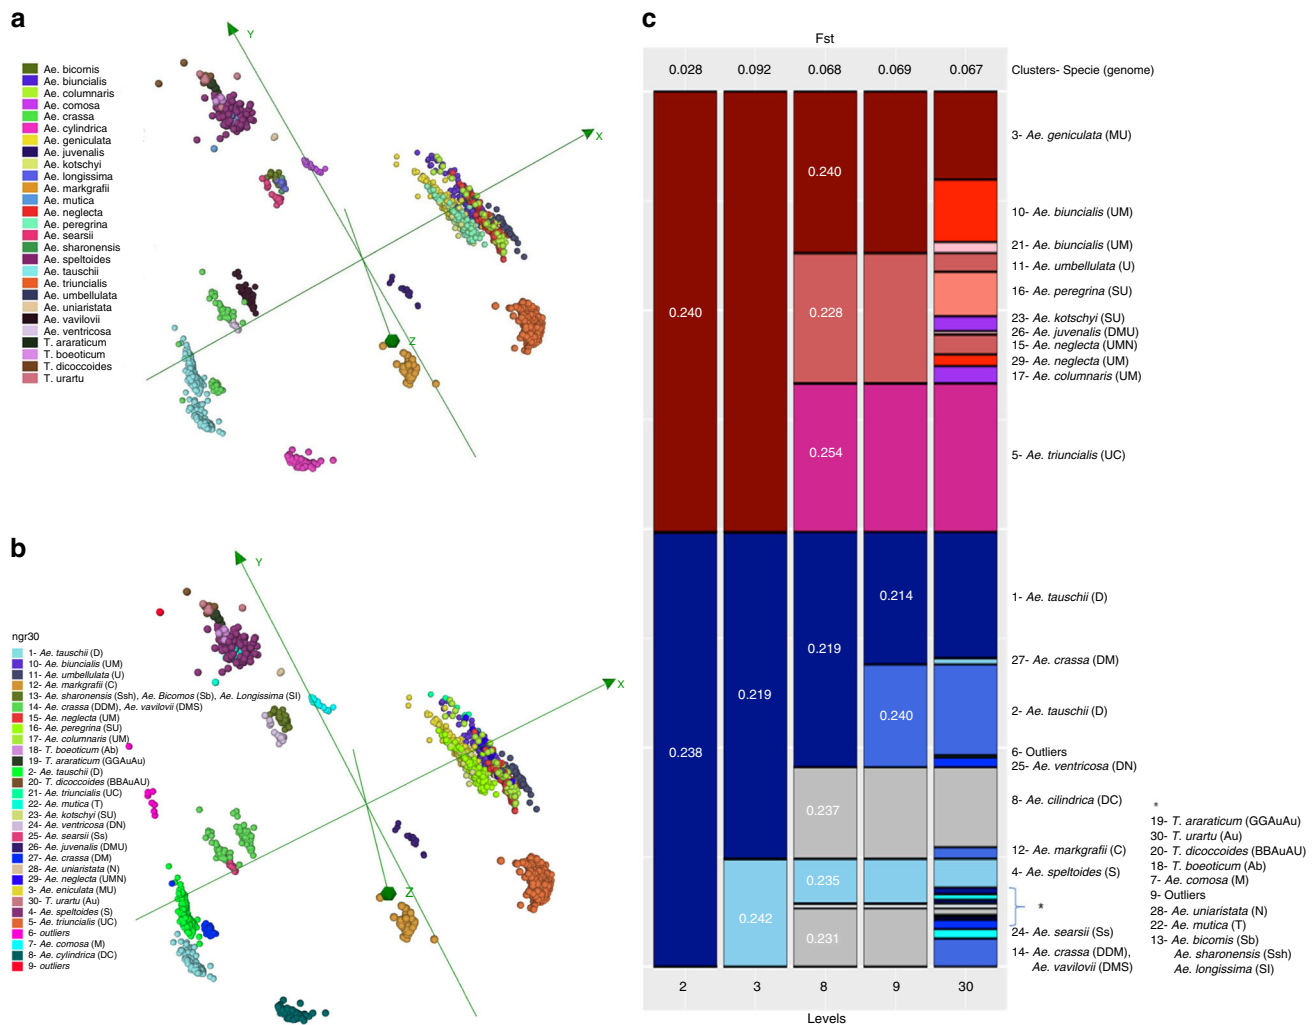 a
Y
X
Z
Ae. bicornis
Ae. biuncialis
Ae. columnaris
Ae. comosa
Ae. crassa
Ae. cylindrica
Ae. geniculata
Ae. juvenalis
Ae. kotschyi
Ae. longissima
Ae. markgrafii
Ae. mutica
Ae. neglecta
Ae. peregrina
Ae. searsii
Ae. sharonensis
Ae. speltoides
Ae. tauschii
Ae. triuncialis
Ae. umbellulata
Ae. uniaristata
Ae. vavilovii
Ae. ventricosa
T. araraticum
T. boeoticum
T. dicoccoides
T. urartu
b
Y
X
Z
ngr30
1- Ae. tauschii (D)
10- Ae. biuncialis (UM)
11- Ae. umbellulata (U)
12- Ae. markgrafii (C)
13- Ae. sharonensis (Ssh), Ae. Bicornos (Sb), Ae. Longissima (Sl)
14- Ae. crassa (DDM), Ae. vavilovii (DMS)
15- Ae. neglecta (UM)
16- Ae. peregrina (SU)
17- Ae. columnaris (UM)
18- T. boeoticum (Ab)
19- T. araraticum (GGAuAu)
2- Ae. tauschii (D)
20- T. dicoccoides (BBAuAU)
21- Ae. triuncialis (UC)
22- Ae. mutica (T)
23- Ae. kotschyi (SU)
24- Ae. ventricosa (DN)
25- Ae. searsii (Ss)
26- Ae. juvenalis (DMU)
27- Ae. crassa (DM)
28- Ae. uniaristata (N)
29- Ae. neglecta (UMN)
3- Ae. eniculata (MU)
30- T. urartu (Au)
4- Ae. speltoides (S)
5- Ae. triuncialis (UC)
6- outliers
7- Ae. comosa (M)
8- Ae. cylindrica (DC)
9- outliers
c
Fst
0.028 0.092 0.068 0.069 0.067 Clusters- Specie (genome)
0.240
0.240
0.228
0.254
0.238
0.219
0.242
0.219
0.237
0.235
0.231
0.214
0.240
3- Ae. geniculata (MU)
10- Ae. biuncialis (UM)
21- Ae. biuncialis (UM)
11- Ae. umbellulata (U)
16- Ae. peregrina (SU)
23- Ae. kotschyi (SU)
26- Ae. juvenalis (DMU)
15- Ae. neglecta (UMN)
29- Ae. neglecta (UM)
17- Ae. columnaris (UM)
5- Ae. triuncialis (UC)
1- Ae. tauschii (D)
27- Ae. crassa (DM)
2- Ae. tauschii (D)
6- Outliers
25- Ae. ventricosa (DN)
8- Ae. cilindrica (DC)
12- Ae. markgrafii (C)
4- Ae. speltoides (S)
*
24- Ae. searsii (Ss)
14- Ae. crassa (DDM),
Ae. vavilovii (DMS)
*
19- T. araraticum (GGAuAu)
30- T. urartu (Au)
20- T. dicoccoides (BBAuAU)
18- T. boeoticum (Ab)
7- Ae. comosa (M)
9- Outliers
28- Ae. uniaristata (N)
22- Ae. mutica (T)
13- Ae. bicornis (Sb)
Ae. sharonensis (Ssh)
Ae. longissima (Sl)
2 3 8 9 30
Levels